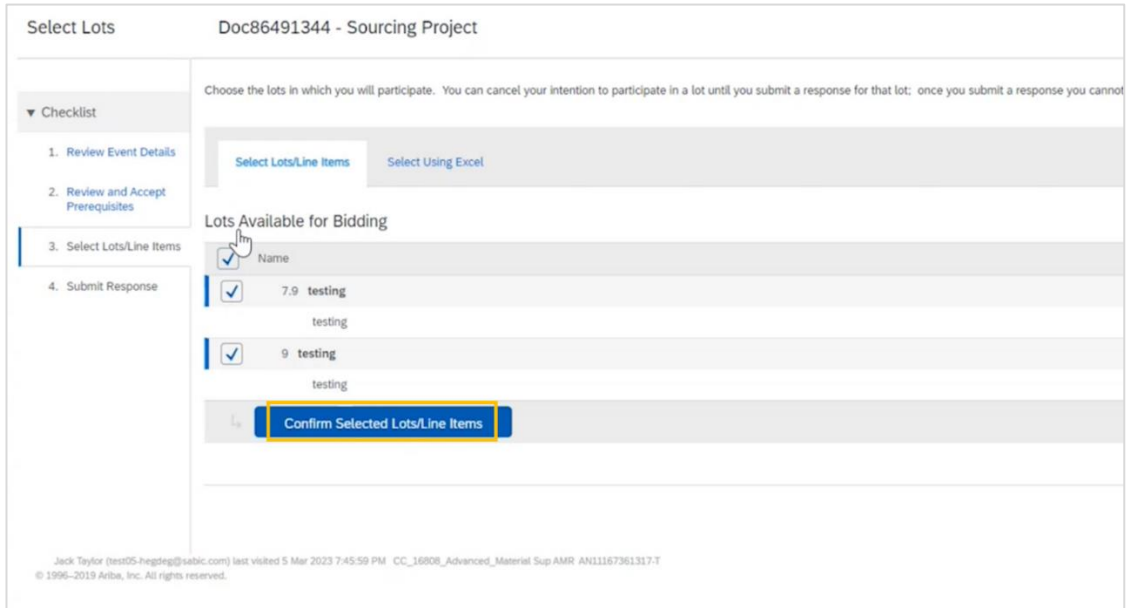 Select Lots
Doc86491344 - Sourcing Project
Choose the lots in which you will participate. You can cancel your intention to participate in a lot until you submit a response for that lot; once you submit a response you cannot
▼ Checklist
1. Review Event Details
2. Review and Accept
Prerequisites
3. Select Lots/Line Items
4. Submit Response
Select Lots/Line Items
Select Using Excel
Lots Available for Bidding
Name
7.9 testing
testing
9 testing
testing
Confirm Selected Lots/Line Items
Jack Taylor (test05-hegdeg@sabic.com) last visited 5 Mar 2023 7:45:59 PM CC_16808_Advanced_Material Sup AMR AN11167361317-T
© 1996–2019 Ariba, Inc. All rights reserved.